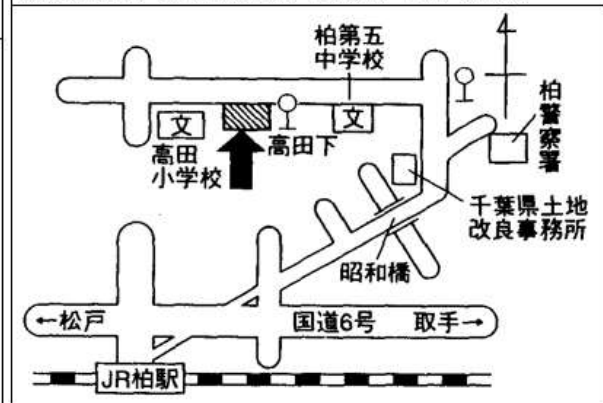 柏第五
中学校
文
文
高田
小学校
高田下
柏警察署
千葉県土地
改良事務所
昭和橋
←松戸
国道6号
取手→
JR柏駅